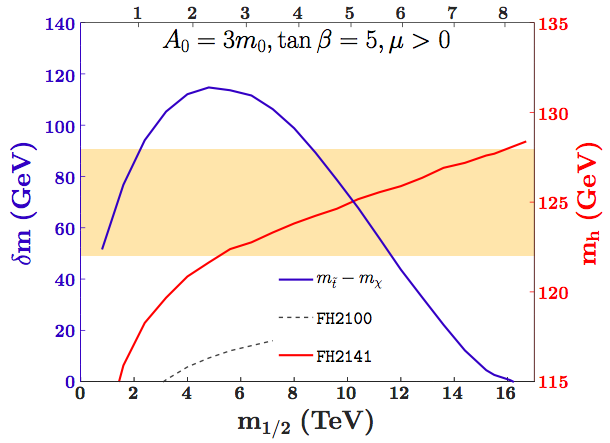 1 2 3 4 5 6 7 8
A₀ = 3m₀, tan β = 5, μ > 0
140
120
100
80
60
40
20
0
δm (GeV)
135
130
125
120
115
m_h (GeV)
m_t̃ − m_χ
FH2100
FH2141
0 2 4 6 8 10 12 14 16
m_{1/2} (TeV)